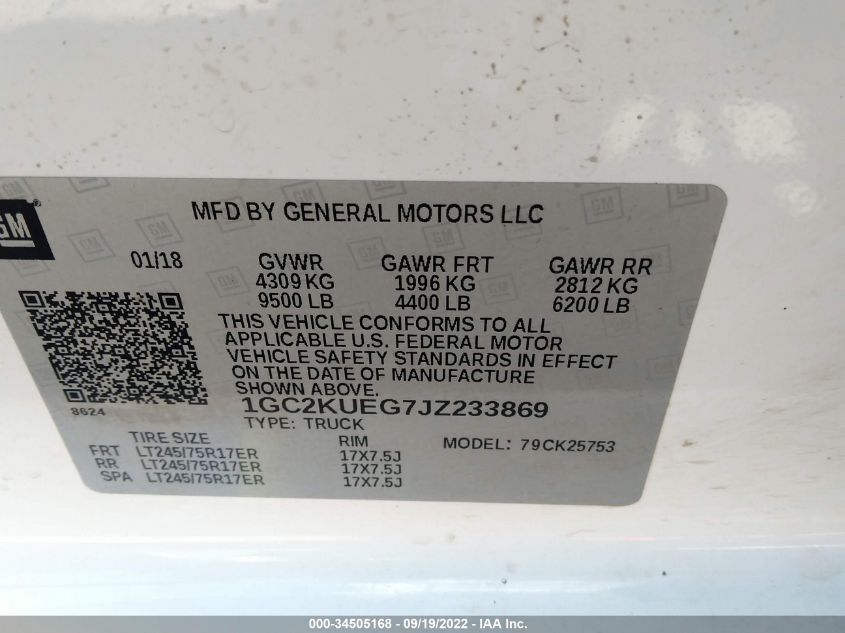 GM
MFD BY GENERAL MOTORS LLC
01/18 GVWR GAWR FRT GAWR RR
4309 KG 1996 KG 2812 KG
9500 LB 4400 LB 6200 LB
THIS VEHICLE CONFORMS TO ALL
APPLICABLE U.S. FEDERAL MOTOR
VEHICLE SAFETY STANDARDS IN EFFECT
ON THE DATE OF MANUFACTURE
SHOWN ABOVE.
8624 1GC2KUEG7JZ233869
TYPE: TRUCK
TIRE SIZE RIM MODEL: 79CK25753
FRT LT245/75R17ER 17X7.5J
RR LT245/75R17ER 17X7.5J
SPA LT245/75R17ER 17X7.5J
000-34505168 - 09/19/2022 - IAA Inc.